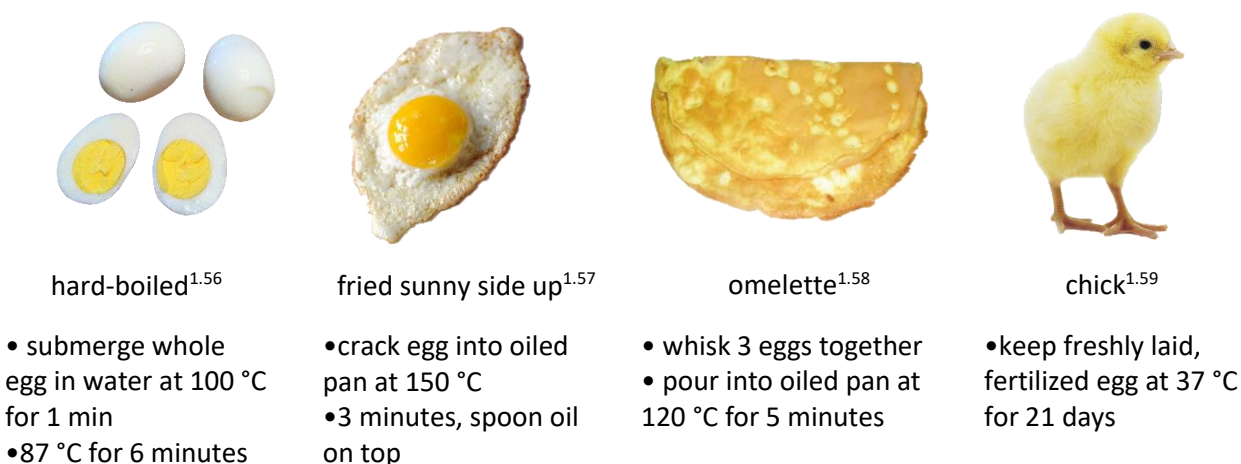 hard-boiled1.56
• submerge whole
egg in water at 100 °C
for 1 min
•87 °C for 6 minutes
fried sunny side up1.57
•crack egg into oiled
pan at 150 °C
•3 minutes, spoon oil
on top
omelette1.58
• whisk 3 eggs together
• pour into oiled pan at
120 °C for 5 minutes
chick1.59
•keep freshly laid,
fertilized egg at 37 °C
for 21 days